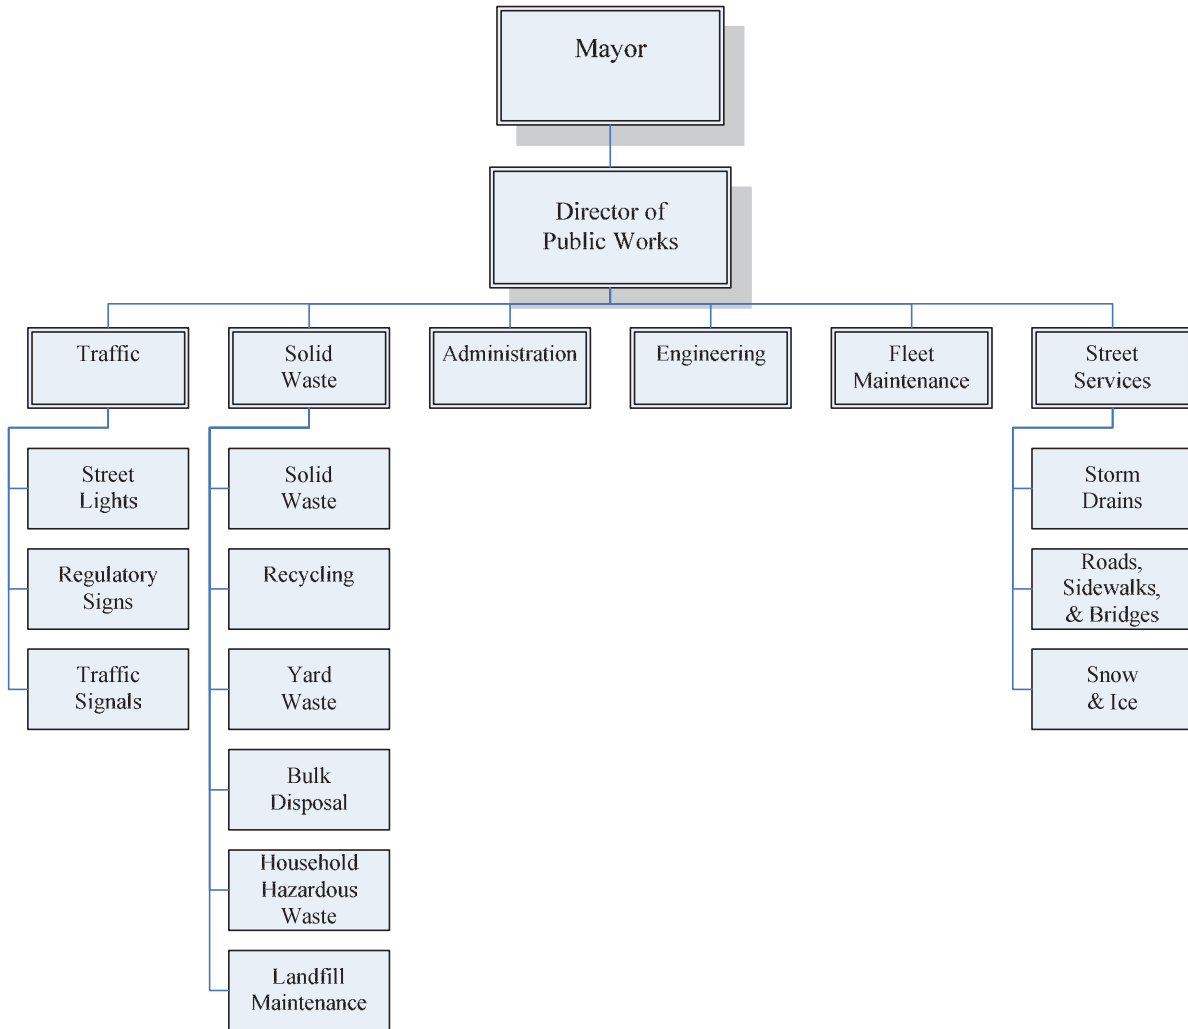 Mayor
Director of
Public Works
Traffic
Solid
Waste
Administration
Engineering
Fleet
Maintenance
Street
Services
Street
Lights
Regulatory
Signs
Traffic
Signals
Solid
Waste
Recycling
Yard
Waste
Bulk
Disposal
Household
Hazardous
Waste
Landfill
Maintenance
Storm
Drains
Roads,
Sidewalks,
& Bridges
Snow
& Ice